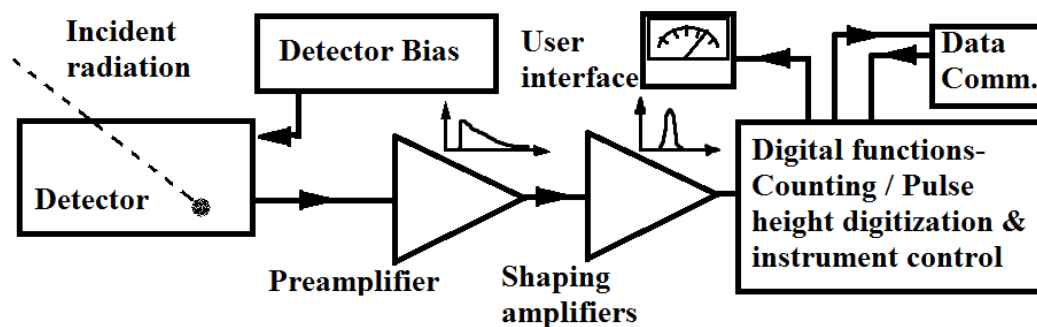 Incident
radiation
Detector Bias
User
interface
Data
Comm.
Detector
Digital functions-
Counting / Pulse
height digitization &
instrument control
Preamplifier
Shaping
amplifiers